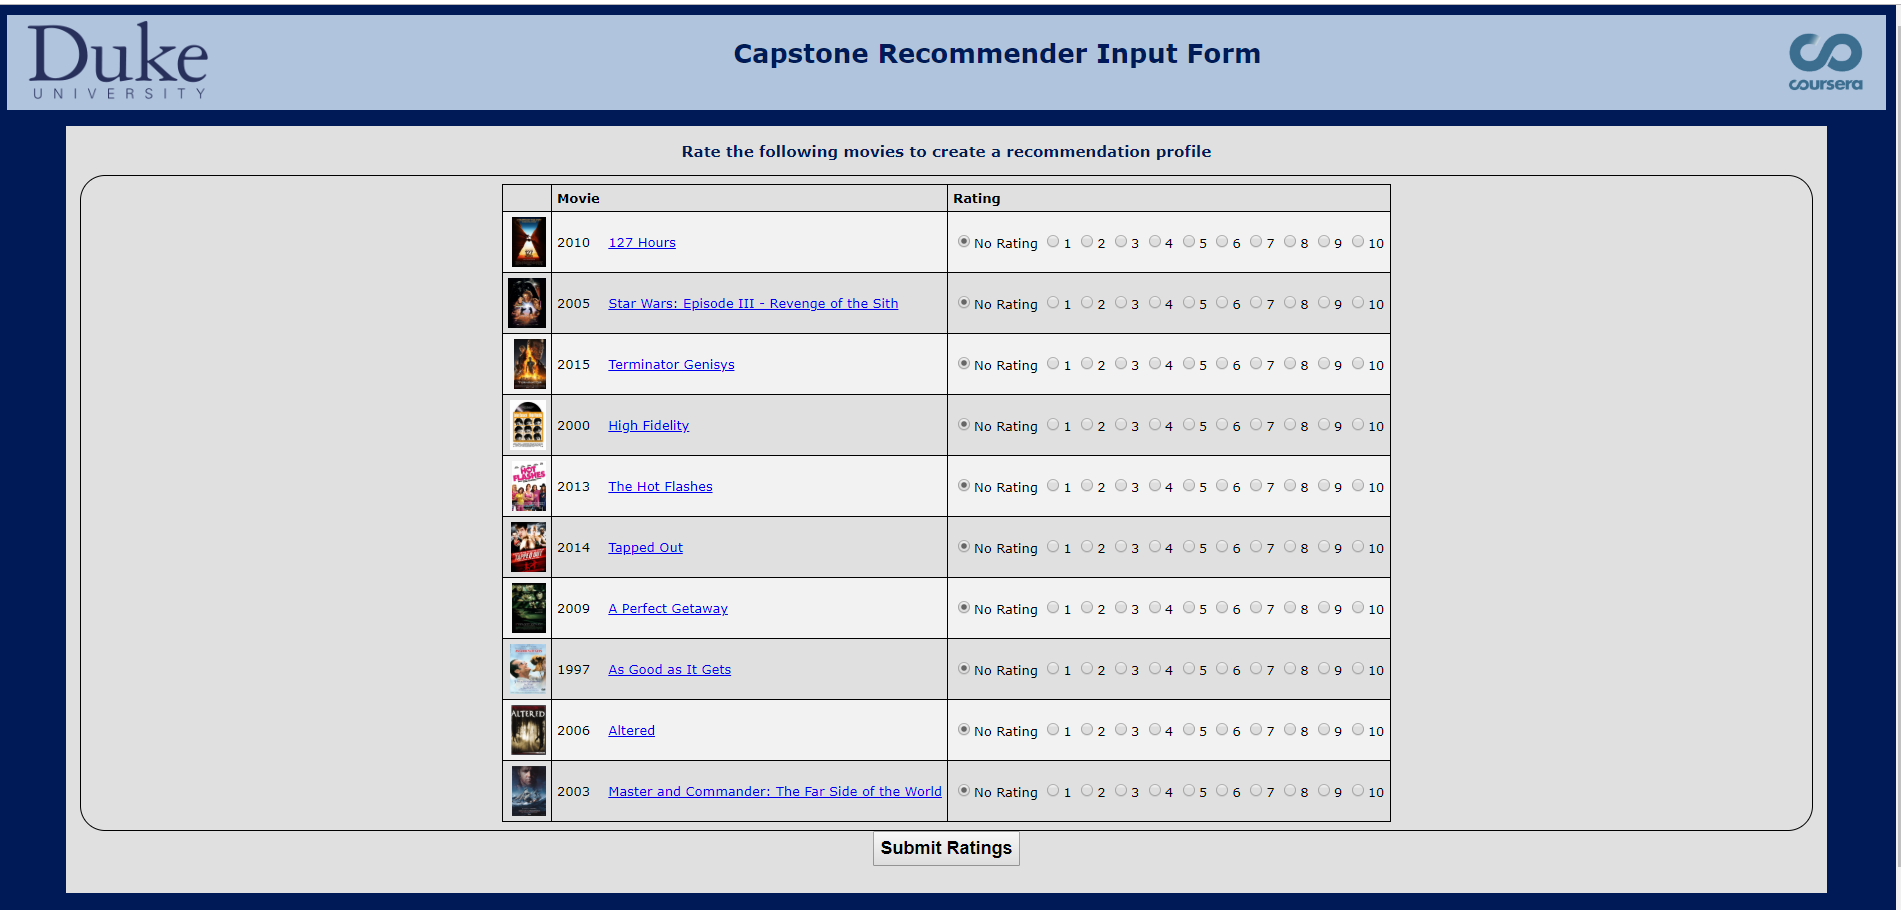 Duke
UNIVERSITY
Capstone Recommender Input Form
coursera
Rate the following movies to create a recommendation profile
Movie Rating
2010 127 Hours No Rating 1 2 3 4 5 6 7 8 9 10
2005 Star Wars: Episode III - Revenge of the Sith No Rating 1 2 3 4 5 6 7 8 9 10
2015 Terminator Genisys No Rating 1 2 3 4 5 6 7 8 9 10
2000 High Fidelity No Rating 1 2 3 4 5 6 7 8 9 10
HOT FLASHES 2013 The Hot Flashes No Rating 1 2 3 4 5 6 7 8 9 10
TAPPED OUT 2014 Tapped Out No Rating 1 2 3 4 5 6 7 8 9 10
2009 A Perfect Getaway No Rating 1 2 3 4 5 6 7 8 9 10
1997 As Good as It Gets No Rating 1 2 3 4 5 6 7 8 9 10
ALTERED 2006 Altered No Rating 1 2 3 4 5 6 7 8 9 10
2003 Master and Commander: The Far Side of the World No Rating 1 2 3 4 5 6 7 8 9 10
Submit Ratings